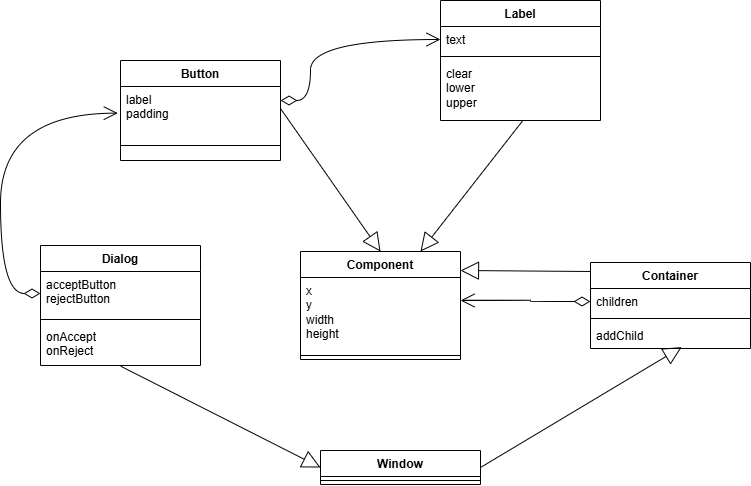 Label
text
clear
lower
upper
Button
label
padding
Dialog
acceptButton
rejectButton
onAccept
onReject
Component
x
y
width
height
Container
children
addChild
Window